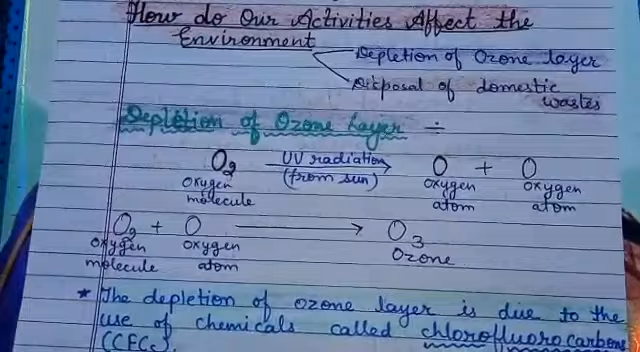 How do Our Activities Affect the
Environment
Depletion of Ozone layer
Disposal of domestic
wastes
Depletion of Ozone Layer ÷
O2 UV radiation (from sun) → O + O
oxygen molecule oxygen atom oxygen atom
O2 + O → O3
oxygen molecule oxygen atom Ozone
* The depletion of ozone layer is due to the
use of chemicals called chlorofluorocarbons
(CFCs).